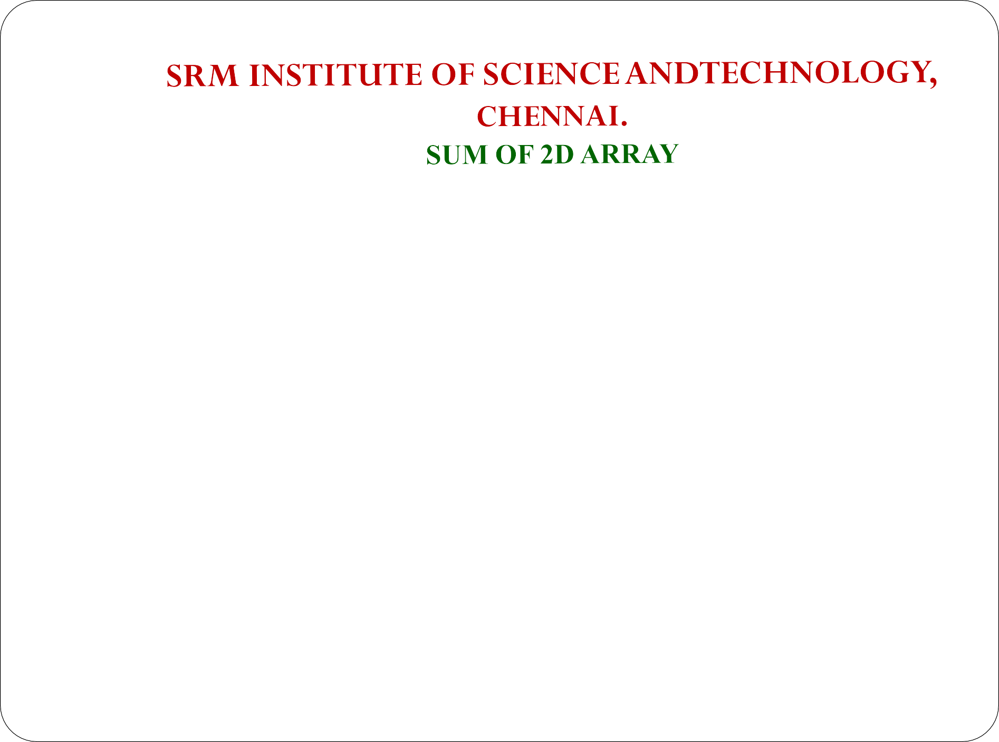 SRM INSTITUTE OF SCIENCE ANDTECHNOLOGY,
CHENNAI.
SUM OF 2D ARRAY